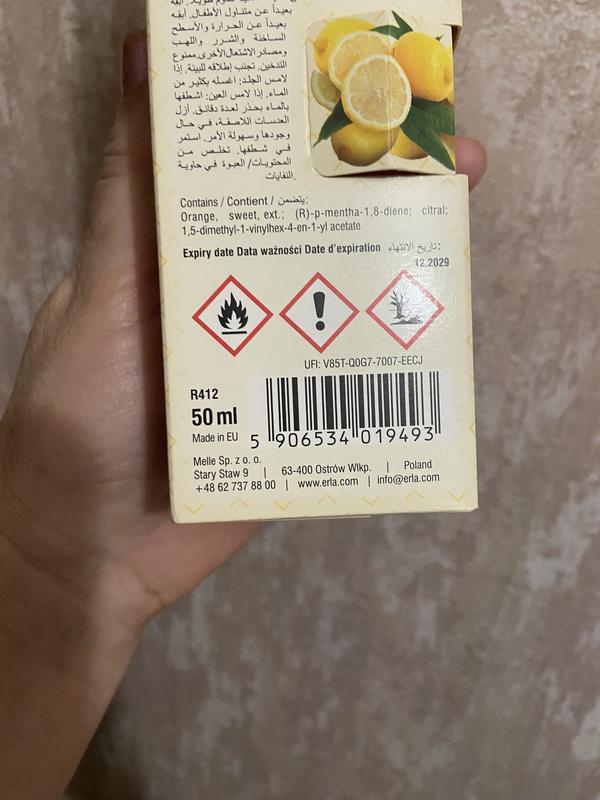 بعيداً عن متناول الأطفال. أبقه
بعيداً عن الحرارة والأسطح
الساخنة والشرر واللهب
ومصادر الاشتعال الأخرى.ممنوع
التدخين. تجنب إطلاقه للبيئة. إذا
لامس الجلد: اغسله بكثير من
الماء. إذا لامس العين: اشطفها
بالماء بحذر لعدة دقائق. أزل
العدسات اللاصقة، في حال
وجودها وسهولة الأمر. استمر
في شطفها. تخلص من
المحتويات/ العبوة في حاوية
النفايات.
Contains / Contient / يتضمن:
Orange, sweet, ext.; (R)-p-mentha-1,8-diene; citral;
1,5-dimethyl-1-vinylhex-4-en-1-yl acetate
Expiry date Data ważności Date d'expiration تاريخ الانتهاء:
12.2029
UFI: V85T-Q0G7-7007-EECJ
R412
50 ml
Made in EU
5 906534 019493
Melle Sp. z o. o.
Stary Staw 9 | 63-400 Ostrów Wlkp. | Poland
+48 62 737 88 00 | www.erla.com | info@erla.com